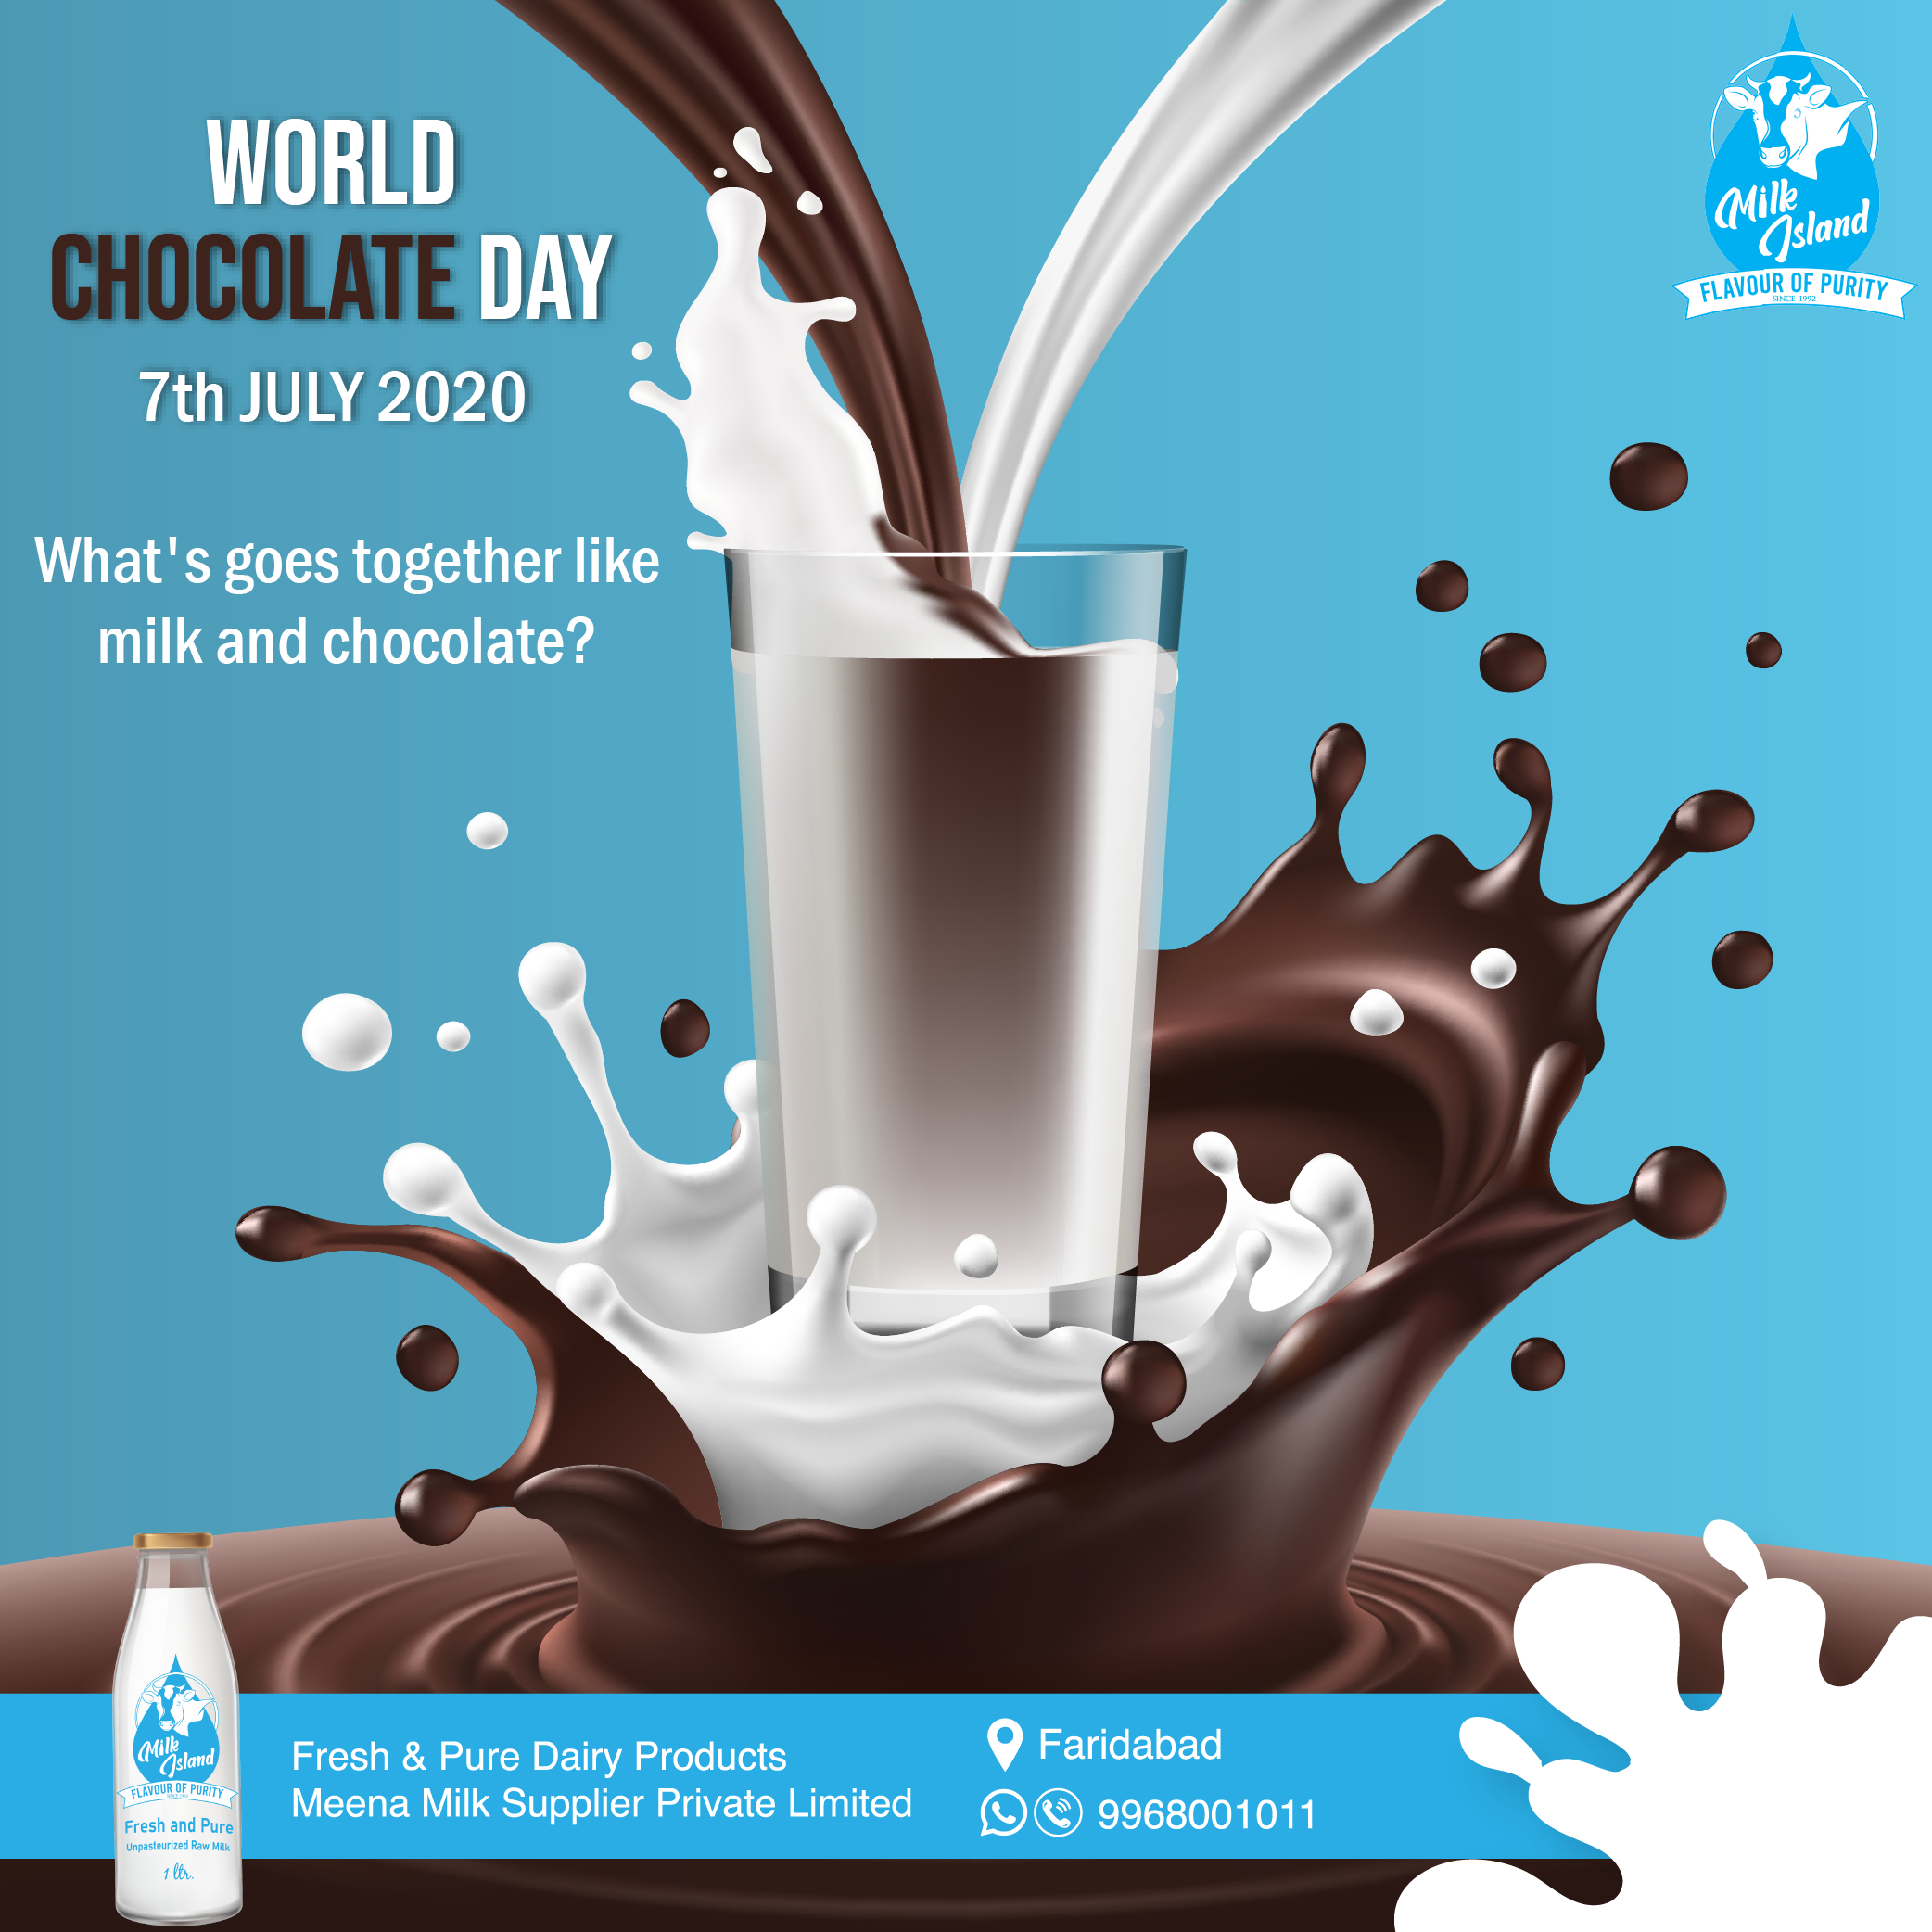 WORLD
CHOCOLATE DAY
7th JULY 2020
What's goes together like
milk and chocolate?
Milk
Island
FLAVOUR OF PURITY
SINCE 1992
Milk
Island
FLAVOUR OF PURITY
Fresh and Pure
Unpasteurized Raw Milk
1 ltr.
Fresh & Pure Dairy Products
Meena Milk Supplier Private Limited
Faridabad
9968001011